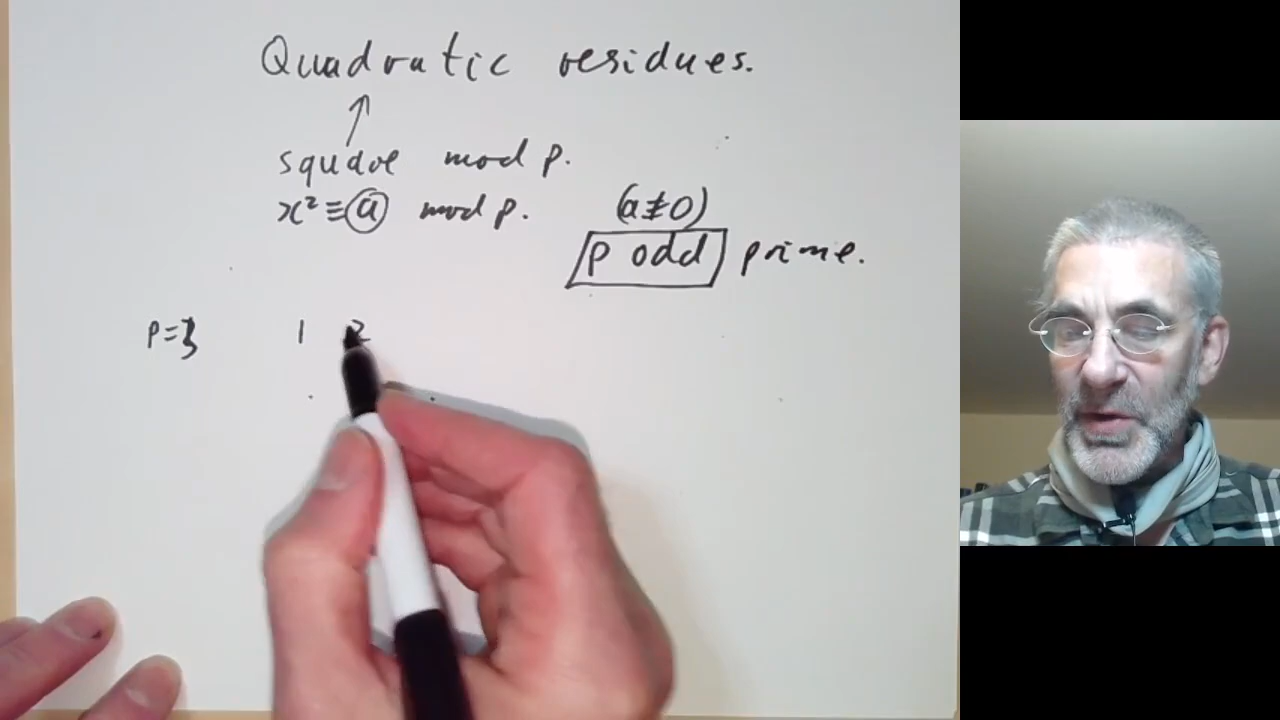 Quadratic residues.
square mod p.
x² ≡ a mod p. (a≢0)
p odd prime.
p=3 1 2